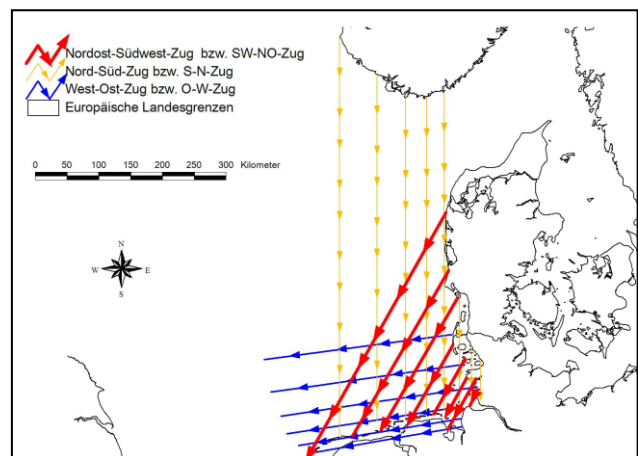 Nordost-Südwest-Zug bzw. SW-NO-Zug
Nord-Süd-Zug bzw. S-N-Zug
West-Ost-Zug bzw. O-W-Zug
Europäische Landesgrenzen
0 50 100 150 200 250 300 Kilometer
N
W E
S